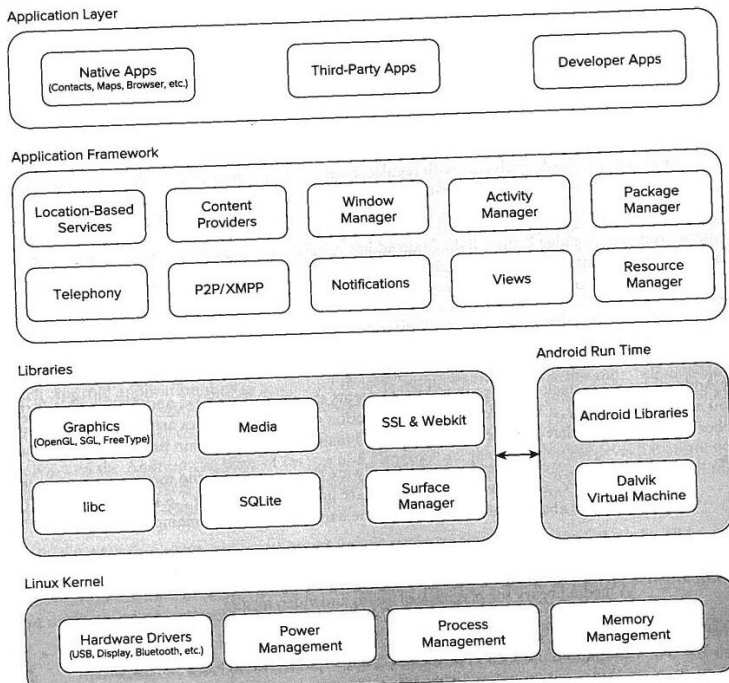 Application Layer
Native Apps
(Contacts, Maps, Browser, etc.)
Third-Party Apps
Developer Apps
Application Framework
Location-Based
Services
Content
Providers
Window
Manager
Activity
Manager
Package
Manager
Telephony
P2P/XMPP
Notifications
Views
Resource
Manager
Libraries
Android Run Time
Graphics
(OpenGL, SGL, FreeType)
Media
SSL & Webkit
Android Libraries
libc
SQLite
Surface
Manager
Dalvik
Virtual Machine
Linux Kernel
Hardware Drivers
(USB, Display, Bluetooth, etc.)
Power
Management
Process
Management
Memory
Management